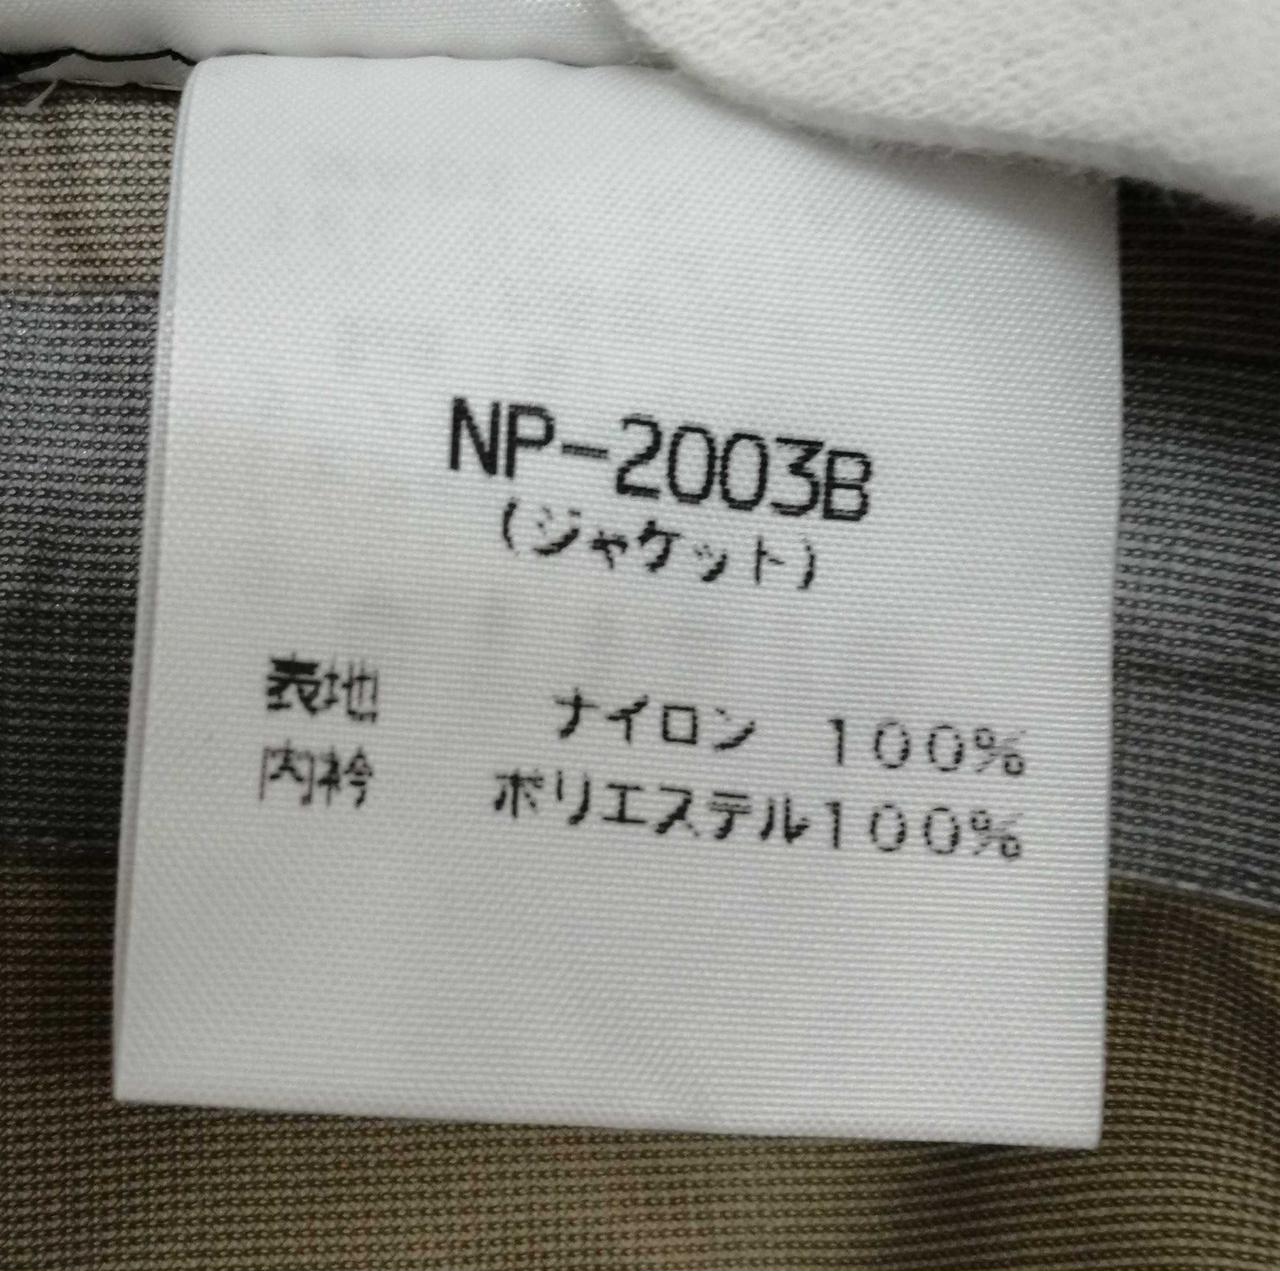 NP-2003B
(ジャケット)
表地 ナイロン 100%
内衿 ポリエステル100%